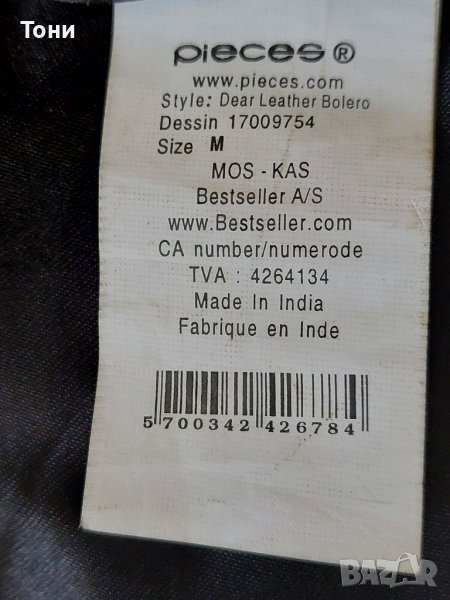 Тони
pieces®
www.pieces.com
Style: Dear Leather Bolero
Dessin 17009754
Size M
MOS - KAS
Bestseller A/S
www.Bestseller.com
CA number/numerode
TVA : 4264134
Made In India
Fabrique en Inde
5 700342 426784
BAZAR